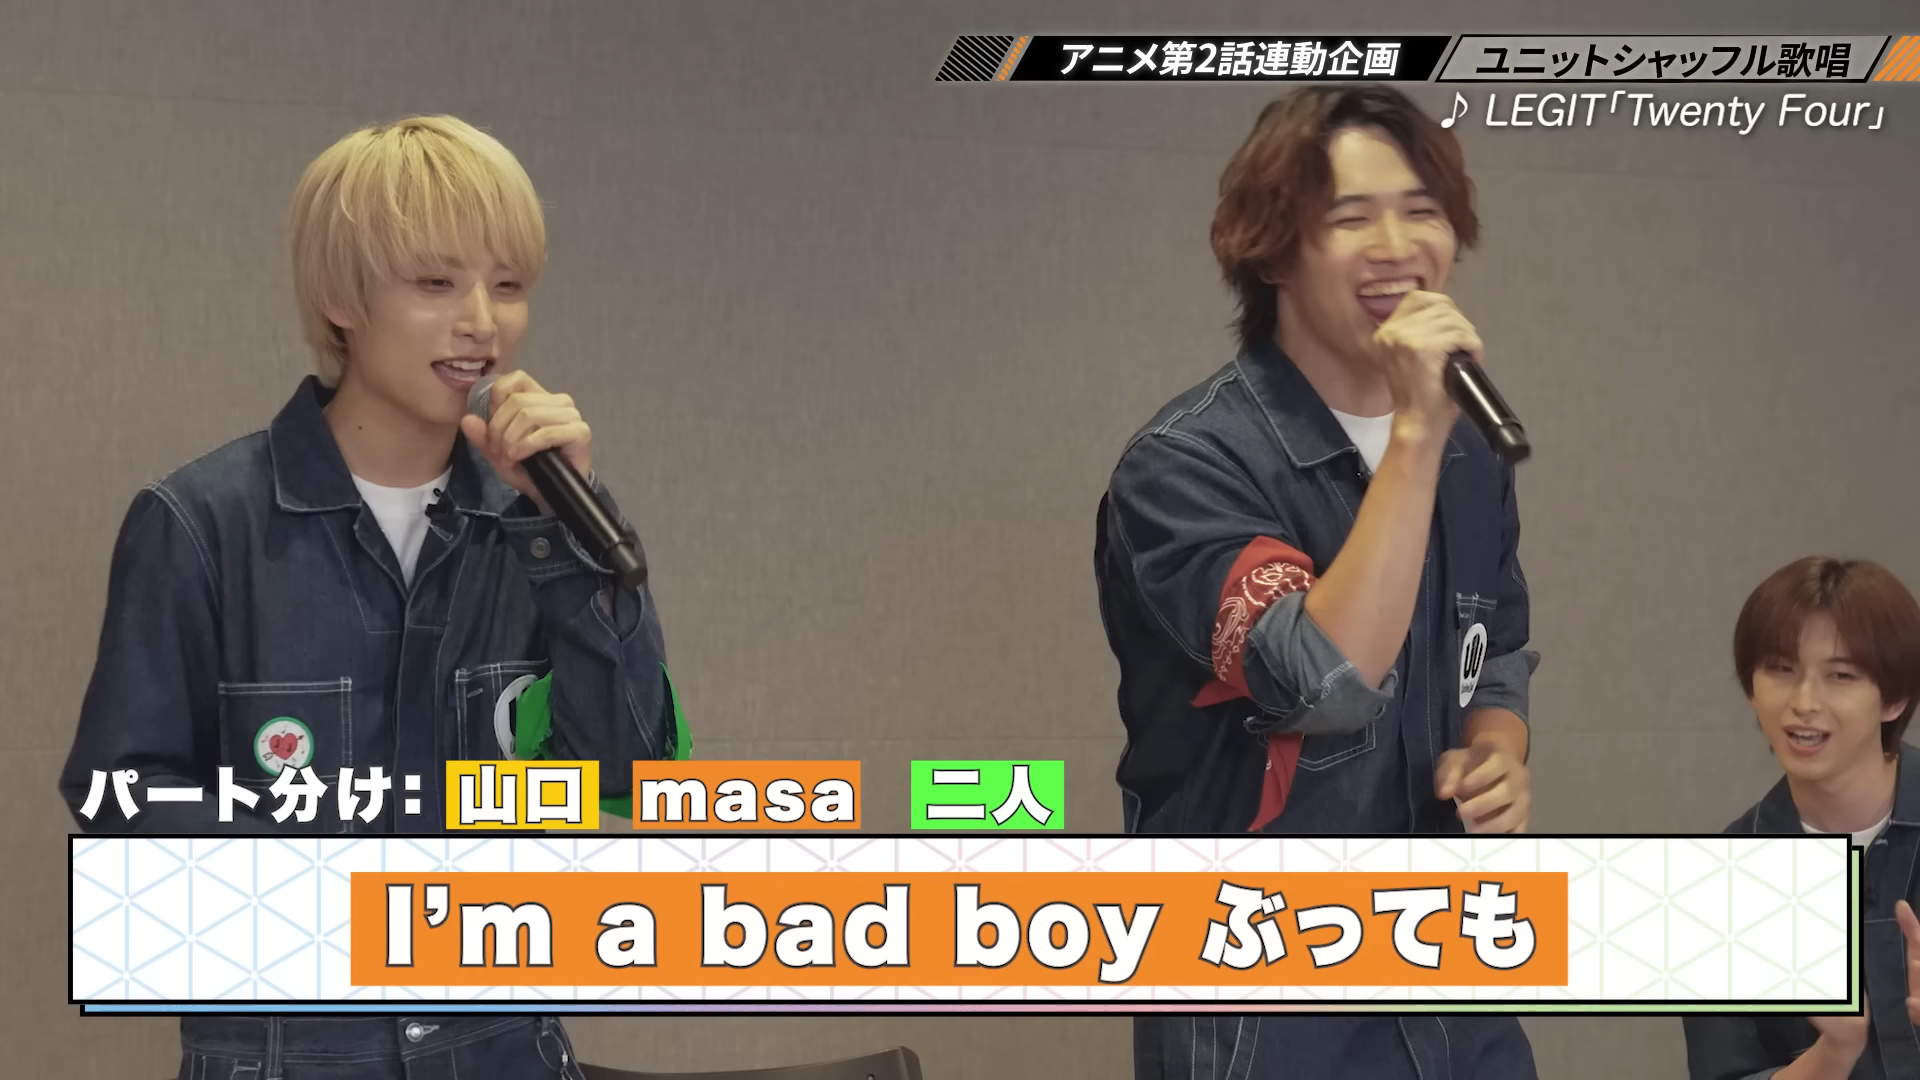 アニメ第2話連動企画 ユニットシャッフル歌唱
♪ LEGIT「Twenty Four」
パート分け： 山口 masa 二人
I'm a bad boy ぶっても